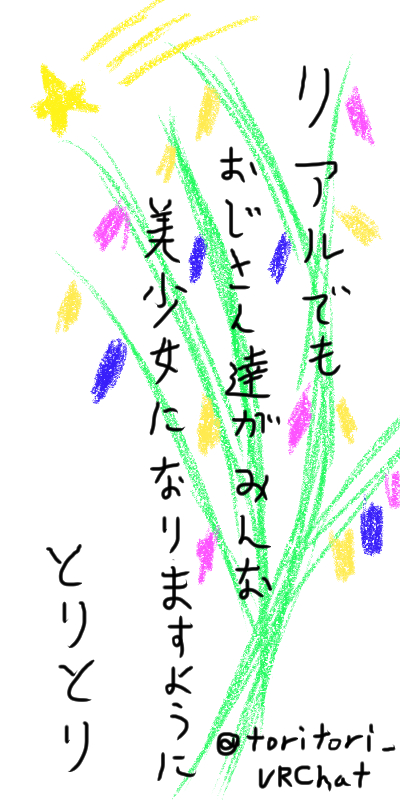 リアルでも
おじさん達がみんな
美少女になりますように
とりとり
@toritori_
VRChat